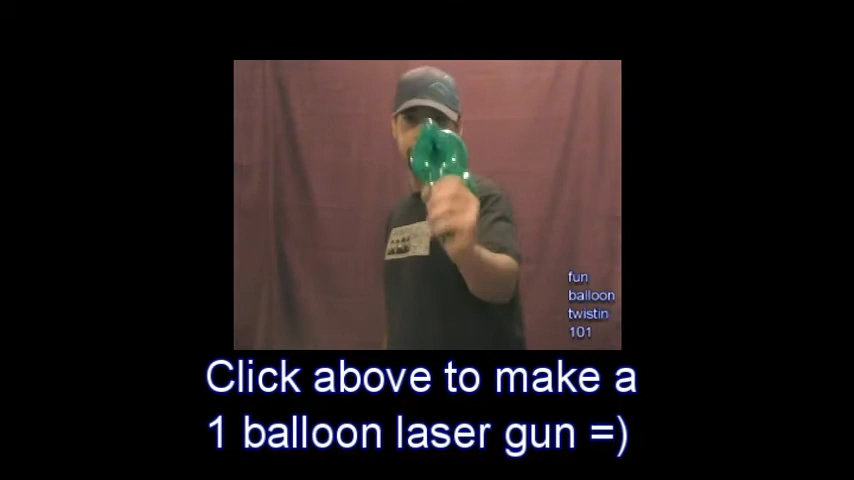 fun
balloon
twistin
101
Click above to make a
1 balloon laser gun =)